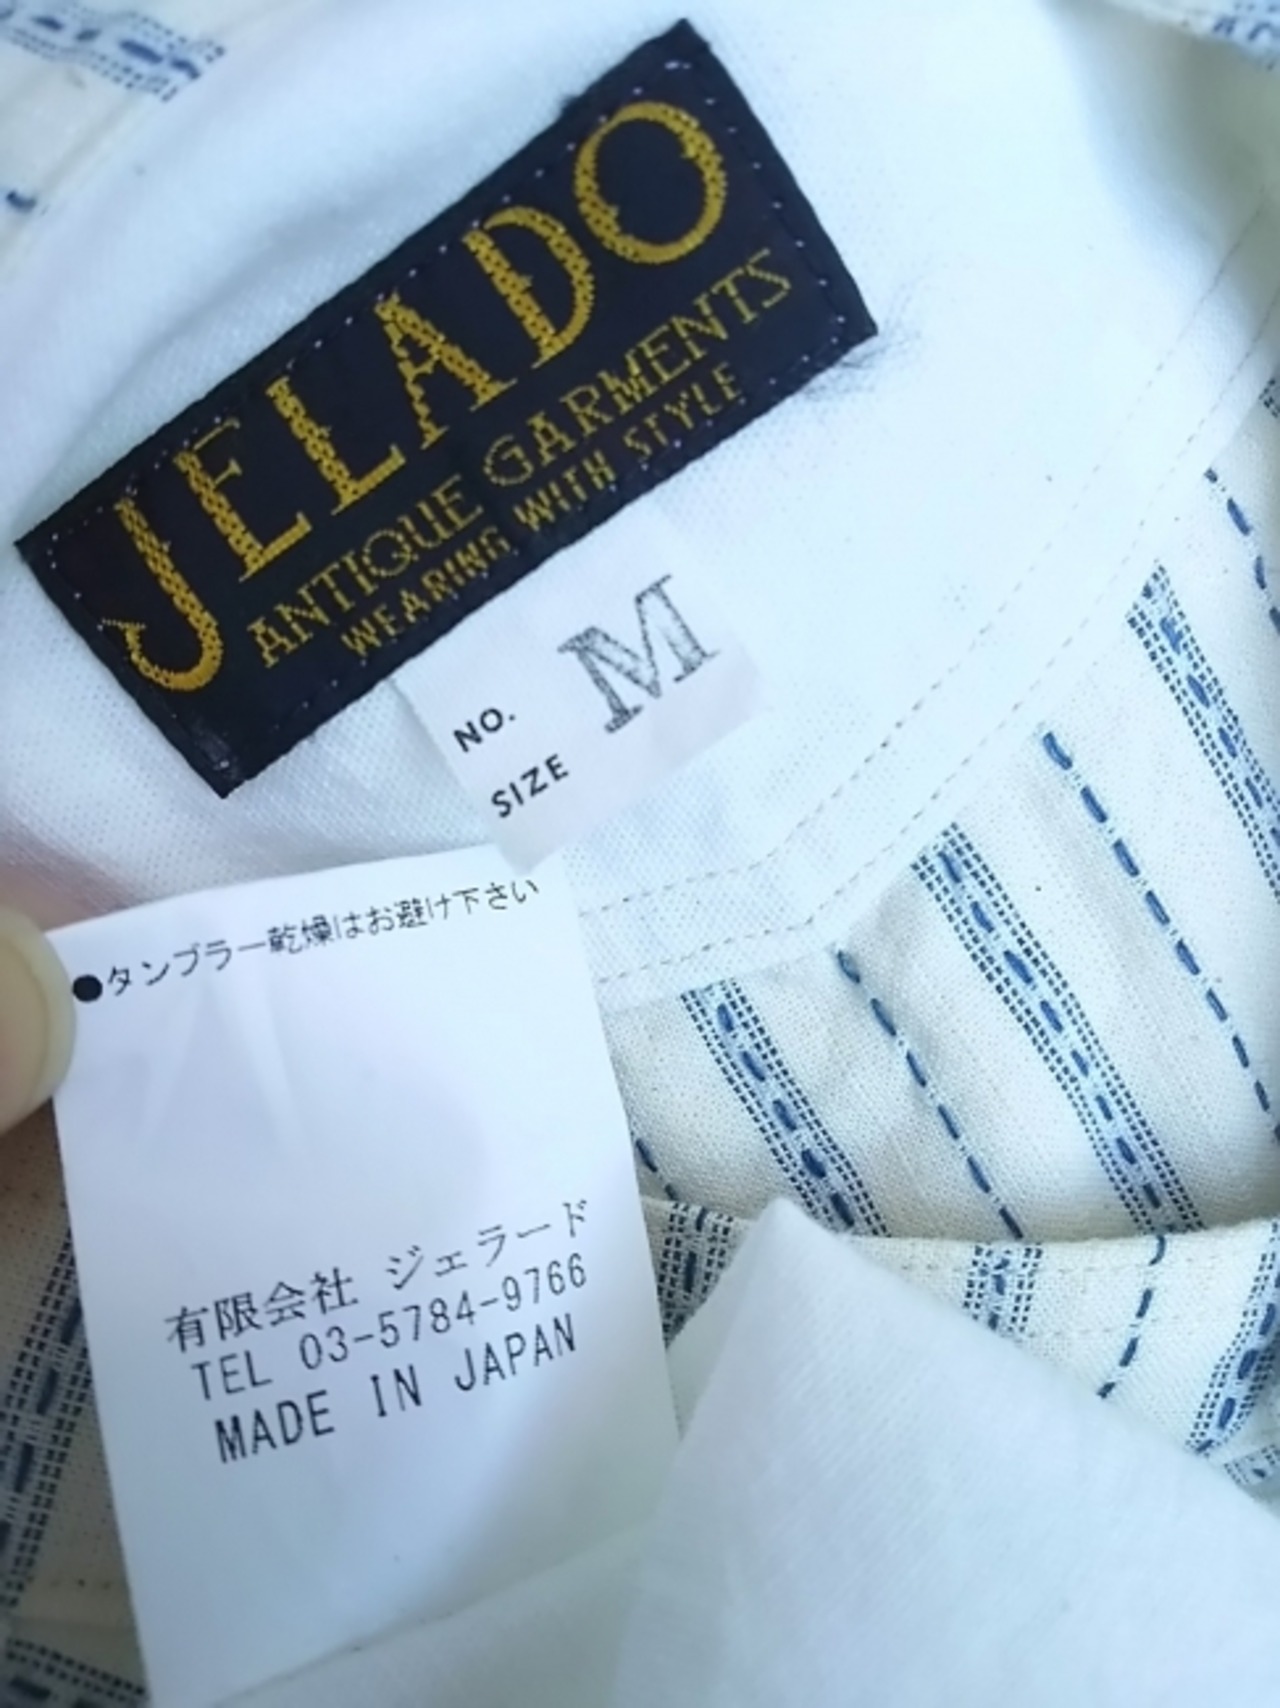 JELADO
ANTIQUE GARMENTS
WEARING WITH STYLE
NO. M
SIZE
●タンブラー乾燥はお避け下さい
有限会社 ジェラード
TEL 03-5784-9766
MADE IN JAPAN